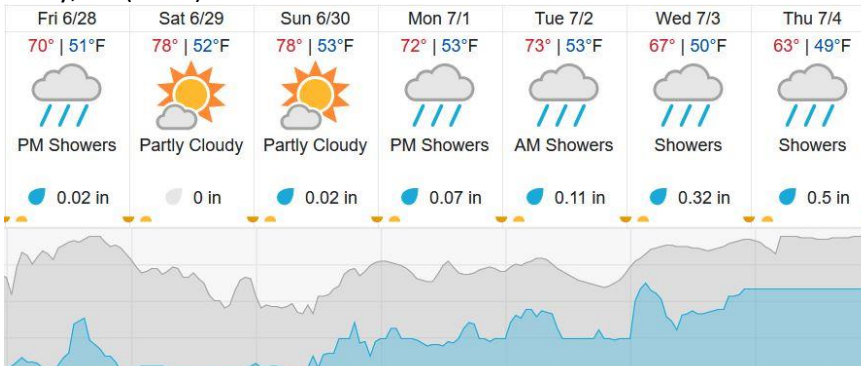 Fri 6/28 Sat 6/29 Sun 6/30 Mon 7/1 Tue 7/2 Wed 7/3 Thu 7/4
70° | 51°F 78° | 52°F 78° | 53°F 72° | 53°F 73° | 53°F 67° | 50°F 63° | 49°F
PM Showers Partly Cloudy Partly Cloudy PM Showers AM Showers Showers Showers
0.02 in 0 in 0.02 in 0.07 in 0.11 in 0.32 in 0.5 in